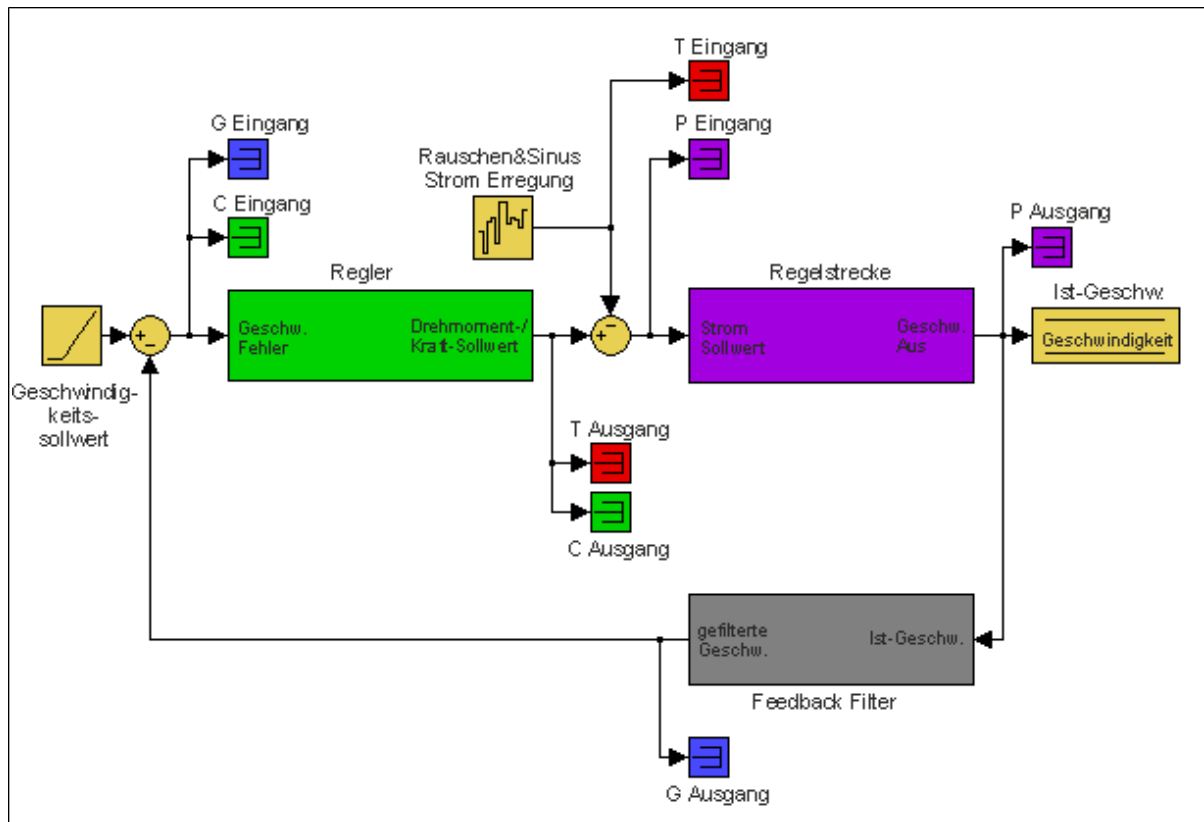 T Eingang
G Eingang
P Eingang
Rauschen&Sinus
Strom Erregung
C Eingang
P Ausgang
Regler
Regelstrecke
Ist-Geschw.
Geschw.
Fehler
Drehmoment-/
Kraft-Sollwert
Strom
Sollwert
Geschw.
Aus
Geschwindigkeit
Geschwindig-
keits-
sollwert
T Ausgang
C Ausgang
gefilterte
Geschw.
Ist-Geschw.
Feedback Filter
G Ausgang